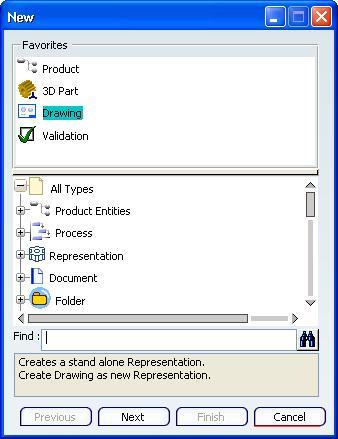 New
Favorites
Product
3D Part
Drawing
Validation
All Types
Product Entities
Process
Representation
Document
Folder
Find :
Creates a stand alone Representation.
Create Drawing as new Representation.
Previous Next Finish Cancel